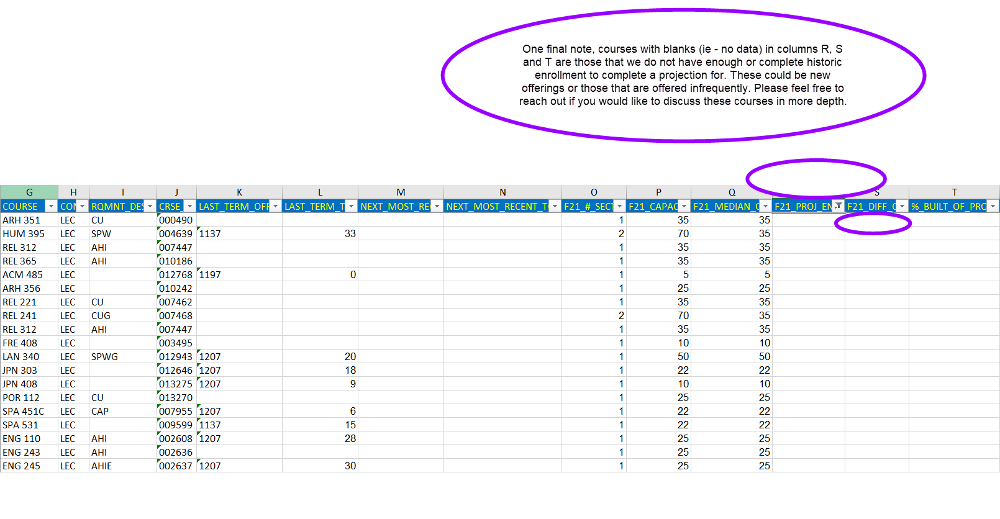 One final note, courses with blanks (ie - no data) in columns R, S
and T are those that we do not have enough or complete historic
enrollment to complete a projection for. These could be new
offerings or those that are offered infrequently. Please feel free to
reach out if you would like to discuss these courses in more depth.
G H I J K L M N O P Q S T
COURSE COM RQMNT_DES CRSE_ LAST_TERM_OFF LAST_TERM_T NEXT_MOST_RE NEXT_MOST_RECENT_T F21_#_SECT F21_CAPAC F21_MEDIAN_C F21_PROJ_EN F21_DIFF_C %_BUILT_OF_PRO
ARH 351 LEC CU 000490 1 35 35
HUM 395 LEC SPW 004639 1137 33 2 70 35
REL 312 LEC AHI 007447 1 35 35
REL 365 LEC AHI 010186 1 35 35
ACM 485 LEC 012768 1197 0 1 5 5
ARH 356 LEC 010242 1 25 25
REL 221 LEC CU 007462 1 35 35
REL 241 LEC CUG 007468 2 70 35
REL 312 LEC AHI 007447 1 35 35
FRE 408 LEC 003495 1 10 10
LAN 340 LEC SPWG 012943 1207 20 1 50 50
JPN 303 LEC 012646 1207 18 1 22 22
JPN 408 LEC 013275 1207 9 1 10 10
POR 112 LEC CU 013270 1 25 25
SPA 451C LEC CAP 007955 1207 6 1 22 22
SPA 531 LEC 009599 1137 15 1 22 22
ENG 110 LEC AHI 002608 1207 28 1 25 25
ENG 243 LEC AHI 002636 1 25 25
ENG 245 LEC AHIE 002637 1207 30 1 25 25